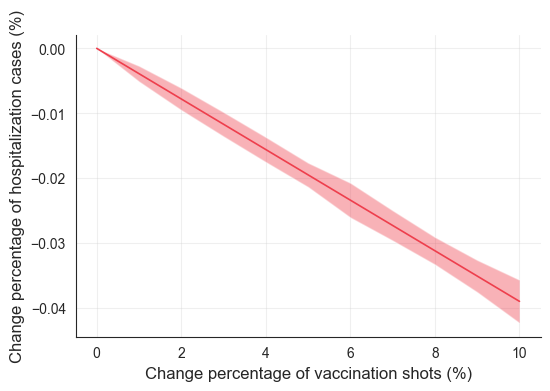 Change percentage of hospitalization cases (%)
0.00
−0.01
−0.02
−0.03
−0.04
0 2 4 6 8 10
Change percentage of vaccination shots (%)